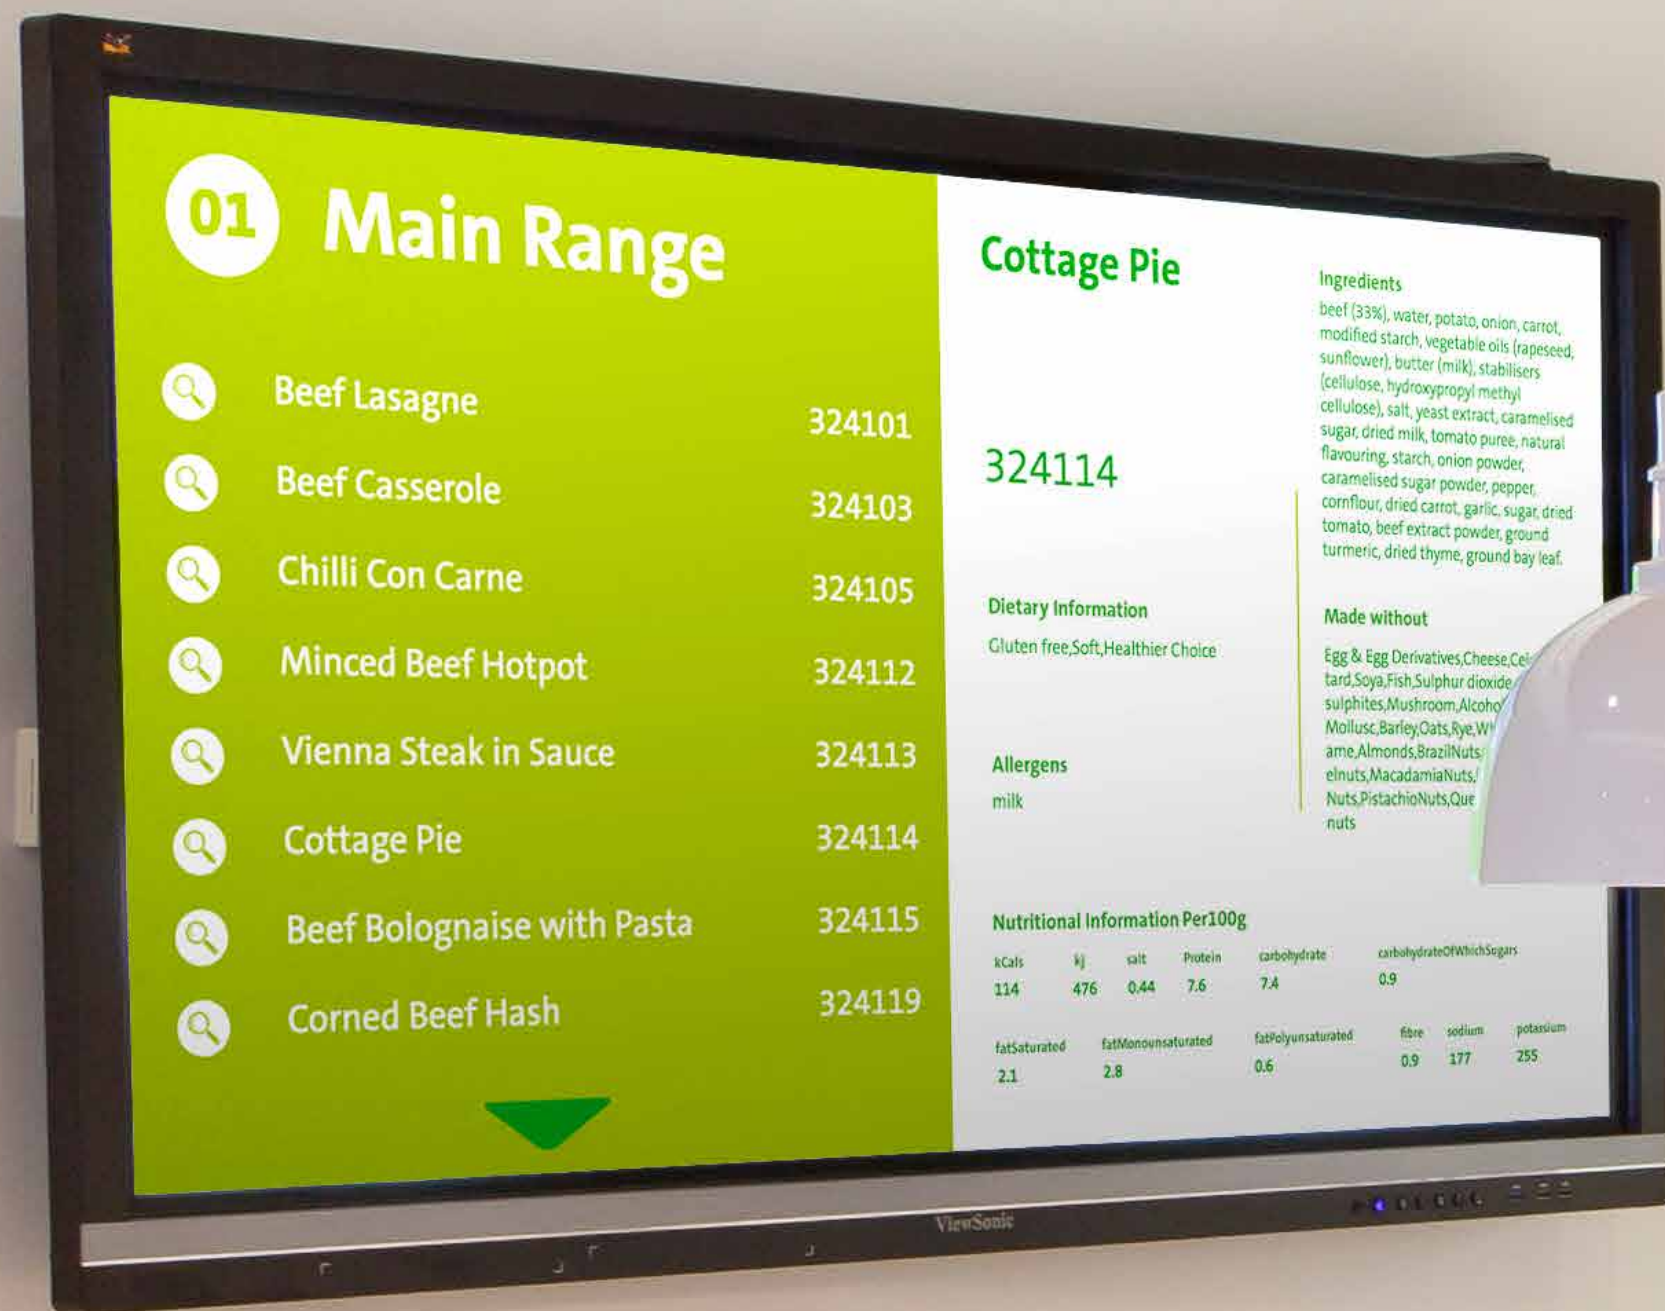 01 Main Range
Beef Lasagne 324101
Beef Casserole 324103
Chilli Con Carne 324105
Minced Beef Hotpot 324112
Vienna Steak in Sauce 324113
Cottage Pie 324114
Beef Bolognaise with Pasta 324115
Corned Beef Hash 324119
Cottage Pie
324114
Dietary Information
Gluten free,Soft,Healthier Choice
Allergens
milk
Ingredients
beef (33%), water, potato, onion, carrot,
modified starch, vegetable oils (rapeseed,
sunflower), butter (milk), stabilisers
(cellulose, hydroxypropyl methyl
cellulose), salt, yeast extract, caramelised
sugar, dried milk, tomato puree, natural
flavouring, starch, onion powder,
caramelised sugar powder, pepper,
cornflour, dried carrot, garlic, sugar, dried
tomato, beef extract powder, ground
turmeric, dried thyme, ground bay leaf.
Made without
Egg & Egg Derivatives,Cheese,
tard,Soya,Fish,Sulphur dioxide
sulphites,Mushroom,
Mollusc,Barley,Oats,Rye,
ame,Almonds,BrazilNuts,
elnuts,MacadamiaNuts,
Nuts,PistachioNuts,
nuts
Nutritional Information Per100g
kCals kj salt Protein carbohydrate carbohydrateOfWhichSugars
114 476 0.44 7.6 7.4 0.9
fatSaturated fatMonounsaturated fatPolyunsaturated fibre sodium potassium
2.1 2.8 0.6 0.9 177 255
ViewSonic